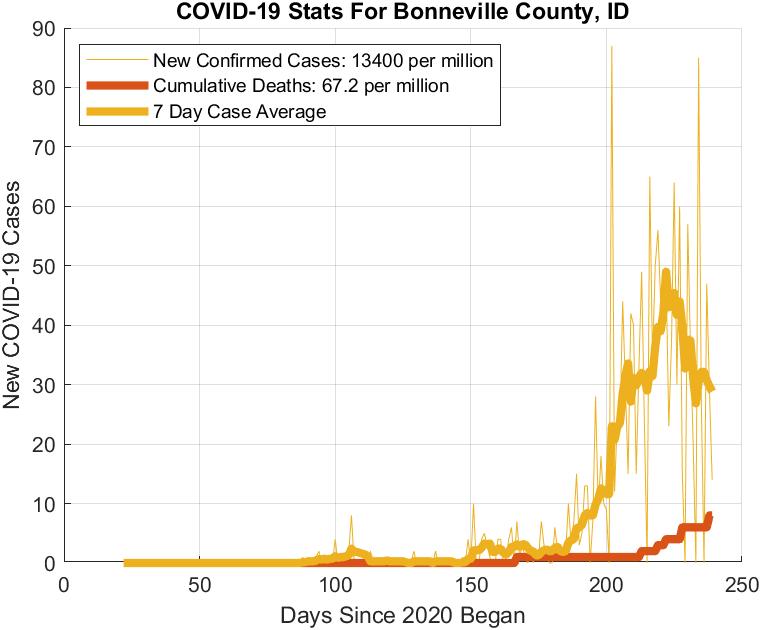 COVID-19 Stats For Bonneville County, ID
New Confirmed Cases: 13400 per million
Cumulative Deaths: 67.2 per million
7 Day Case Average
New COVID-19 Cases
90
80
70
60
50
40
30
20
10
0
0 50 100 150 200 250
Days Since 2020 Began